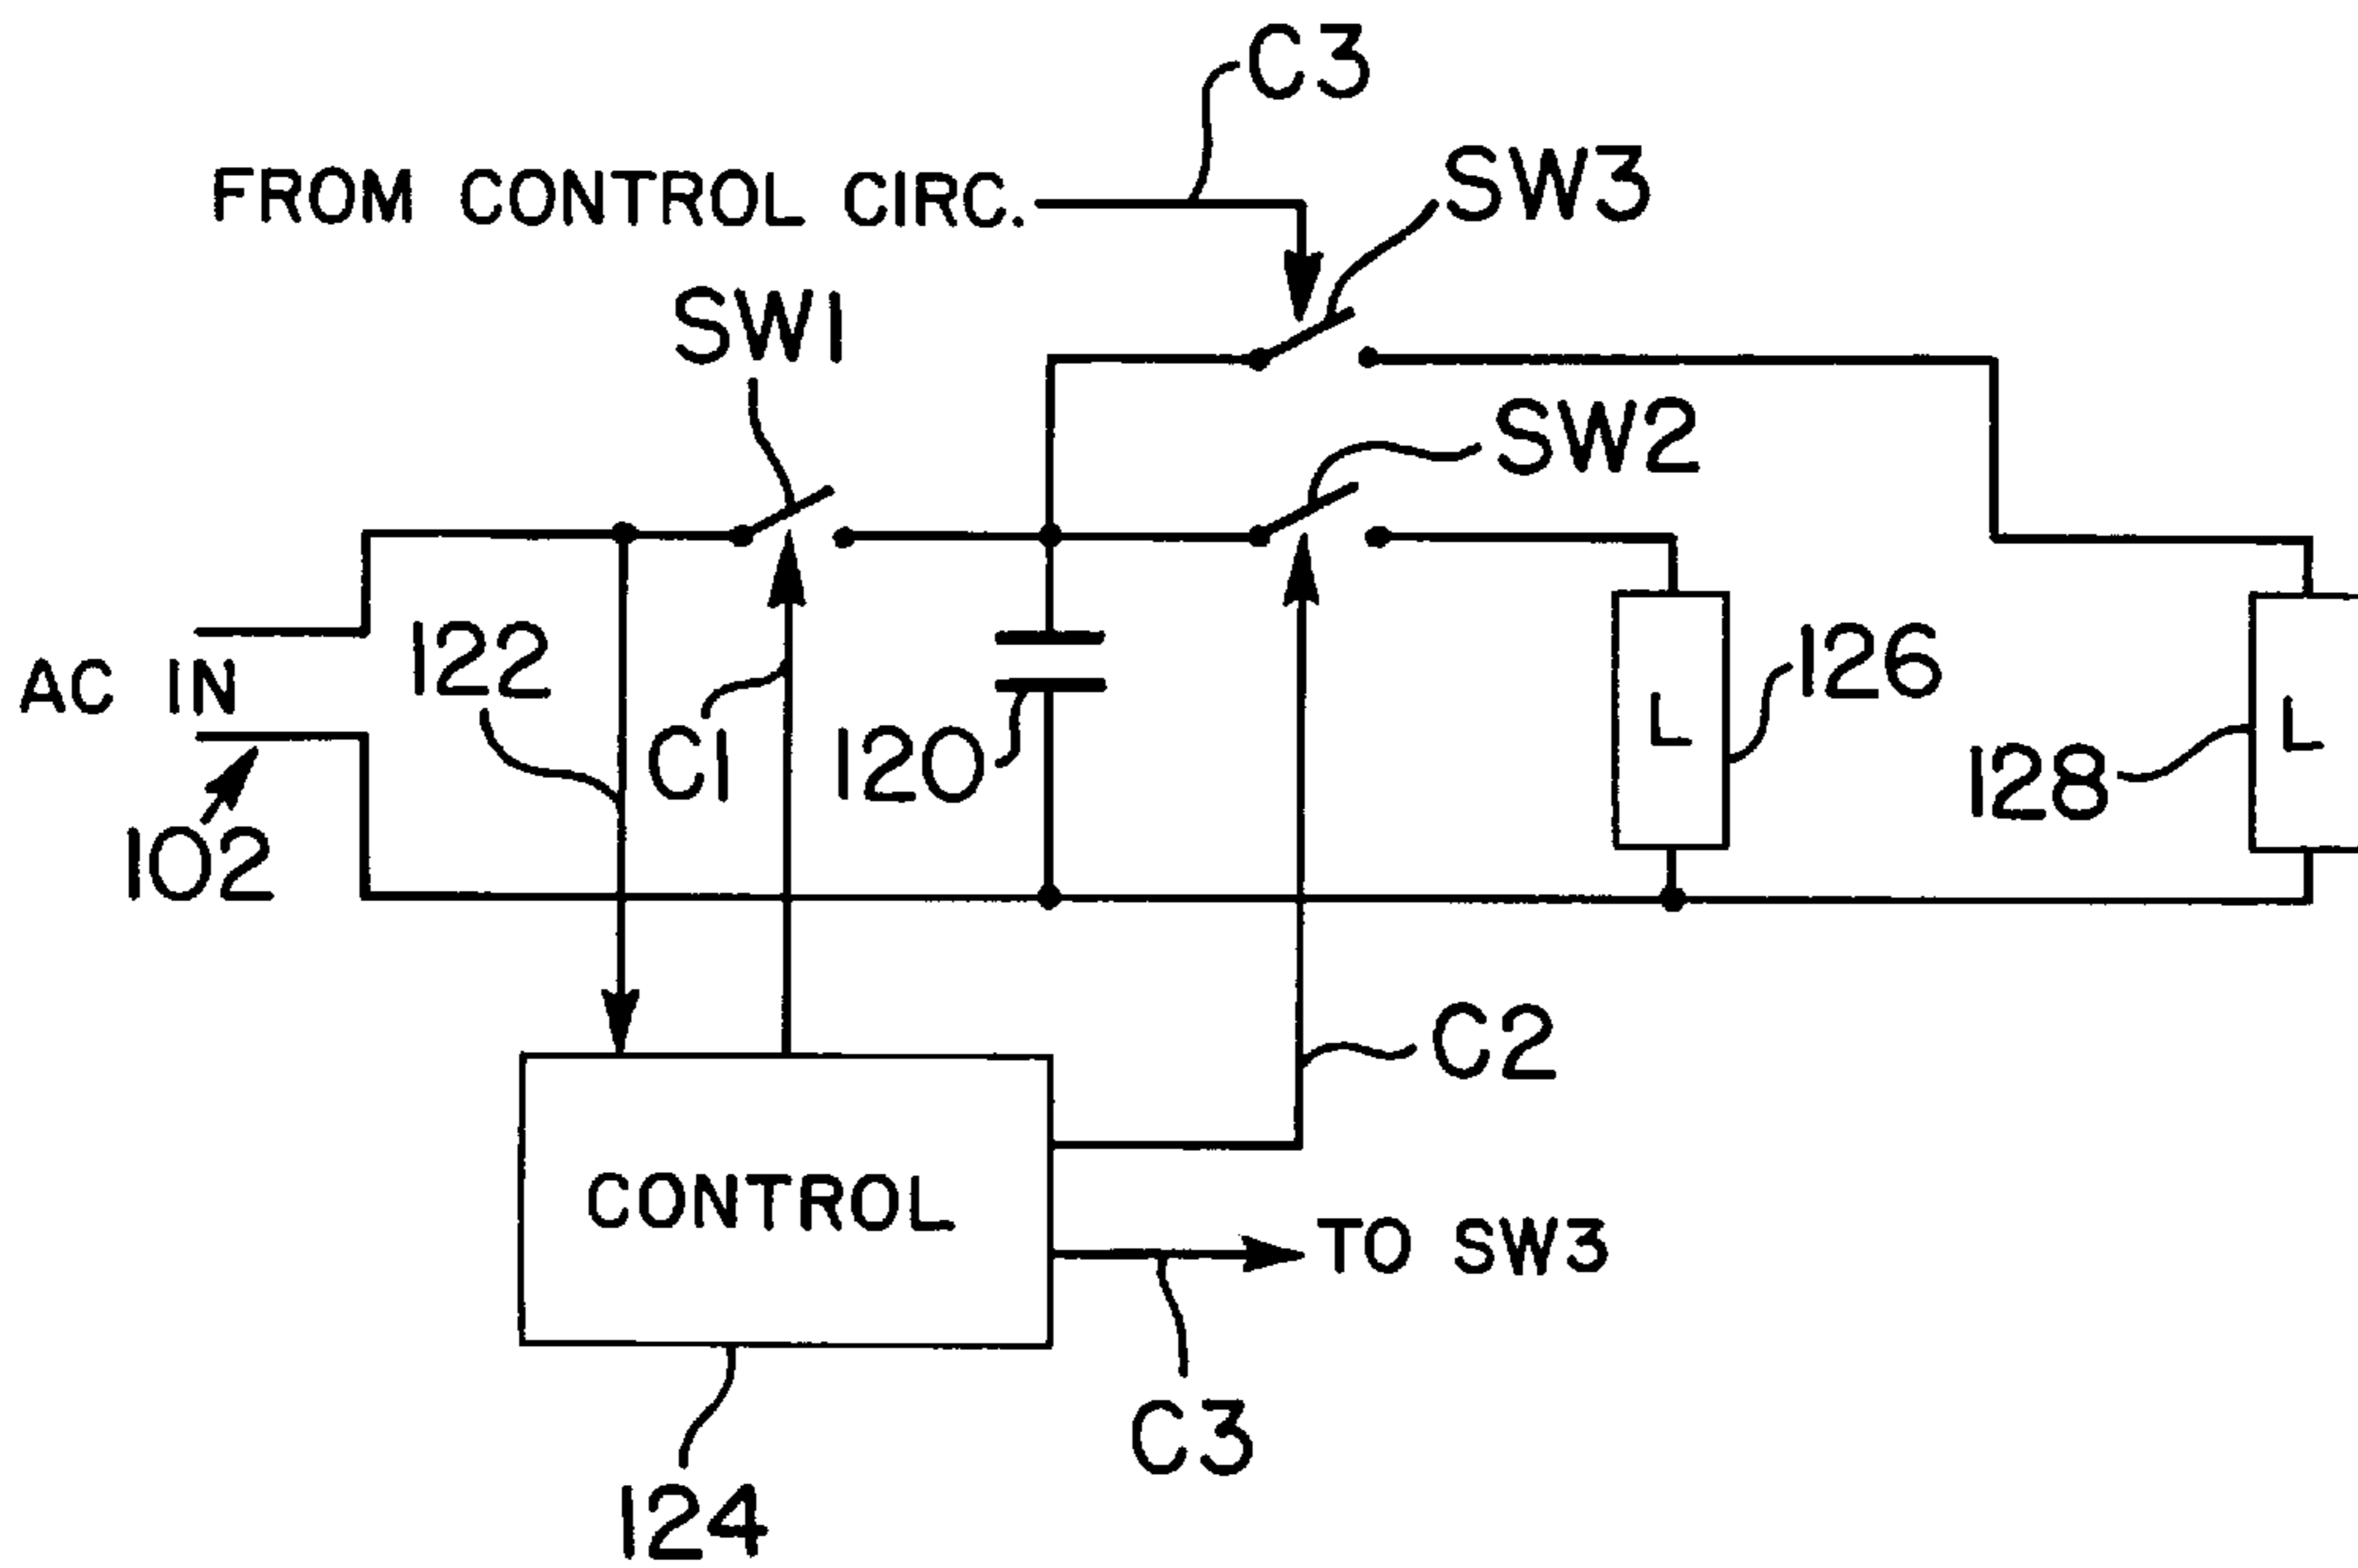 C3
FROM CONTROL CIRC.
SW3
SW1
SW2
AC IN
122
C1
120
L
126
L
128
102
C2
CONTROL
TO SW3
C3
124